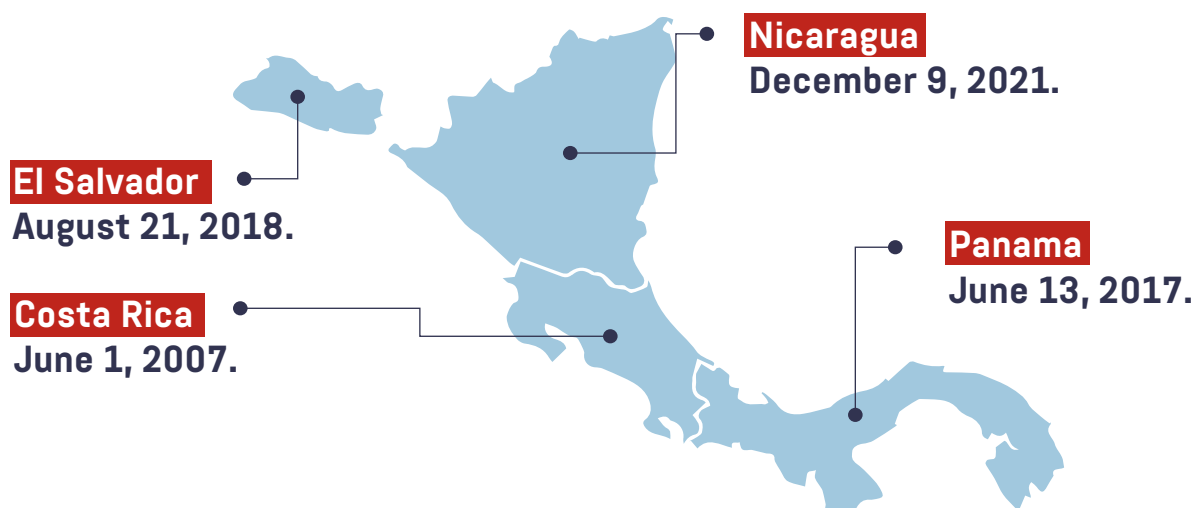 Nicaragua
December 9, 2021.
El Salvador
August 21, 2018.
Panama
June 13, 2017.
Costa Rica
June 1, 2007.